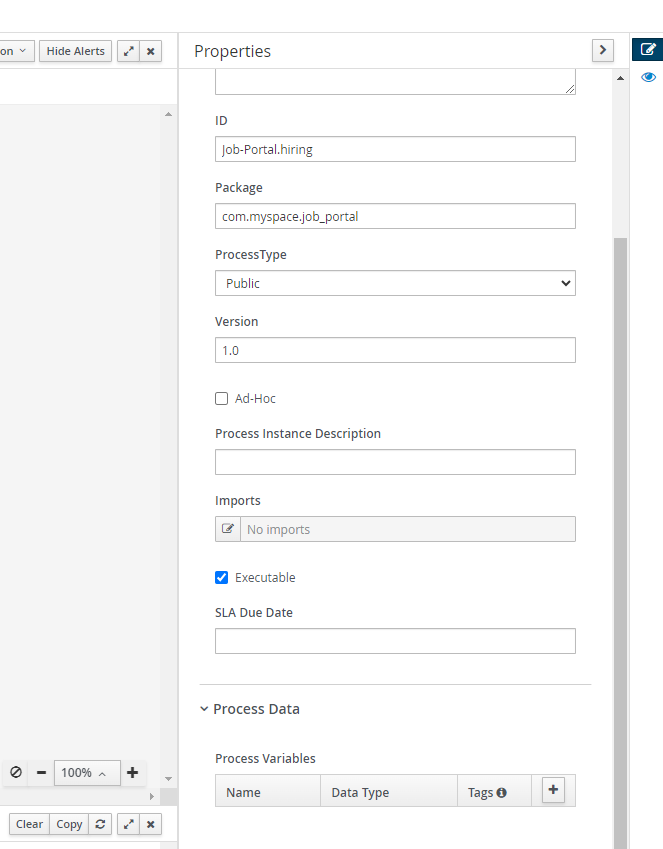 on
Hide Alerts
Properties
ID
Job-Portal.hiring
Package
com.myspace.job_portal
ProcessType
Public
Version
1.0
Ad-Hoc
Process Instance Description
Imports
No imports
Executable
SLA Due Date
Process Data
Process Variables
Name Data Type Tags
100%
Clear Copy